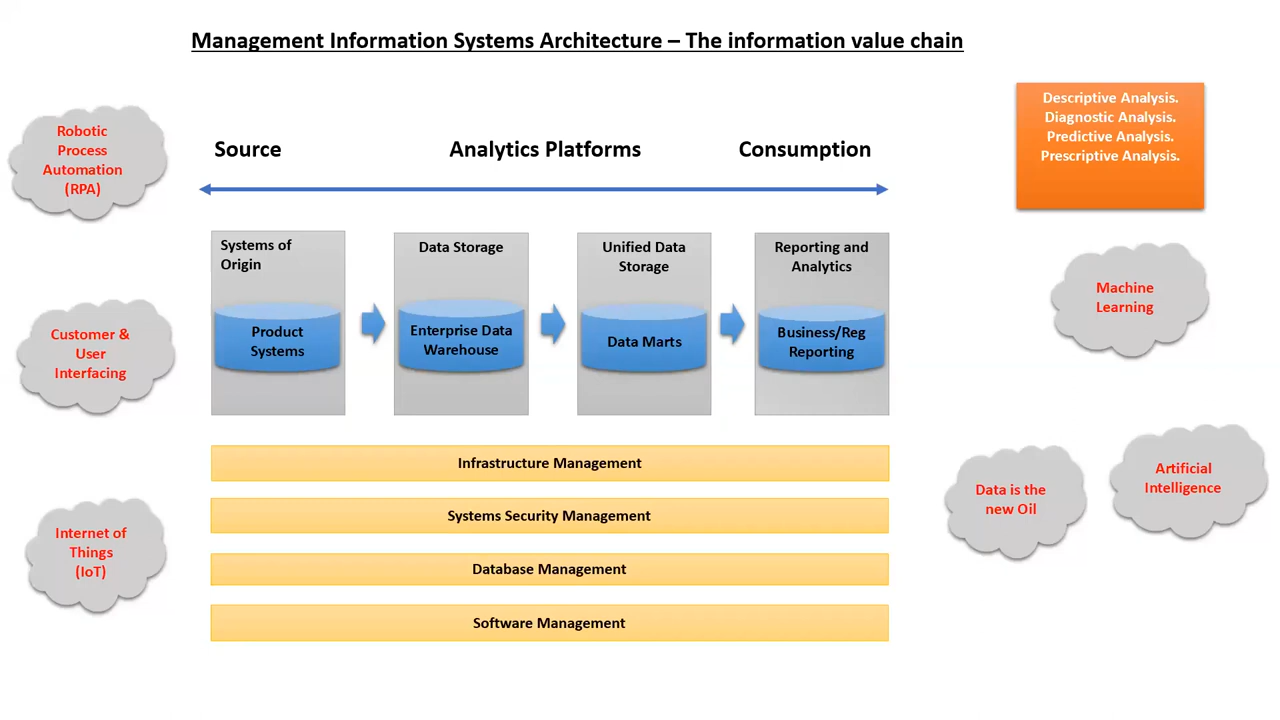 Management Information Systems Architecture – The information value chain
Robotic
Process
Automation
(RPA)
Source
Analytics Platforms
Consumption
Descriptive Analysis.
Diagnostic Analysis.
Predictive Analysis.
Prescriptive Analysis.
Systems of
Origin
Product
Systems
Data Storage
Enterprise Data
Warehouse
Unified Data
Storage
Data Marts
Reporting and
Analytics
Business/Reg
Reporting
Customer &
User
Interfacing
Machine
Learning
Infrastructure Management
Systems Security Management
Database Management
Software Management
Internet of
Things
(IoT)
Data is the
new Oil
Artificial
Intelligence